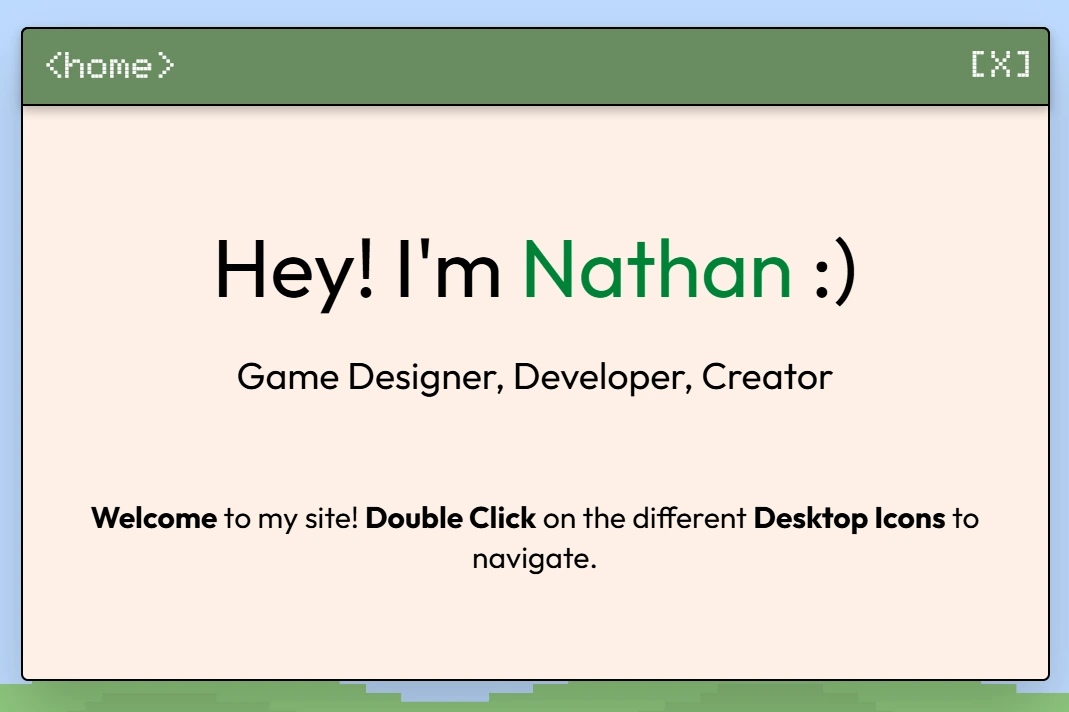 <home>
[X]
Hey! I'm Nathan :)
Game Designer, Developer, Creator
Welcome to my site! Double Click on the different Desktop Icons to
navigate.